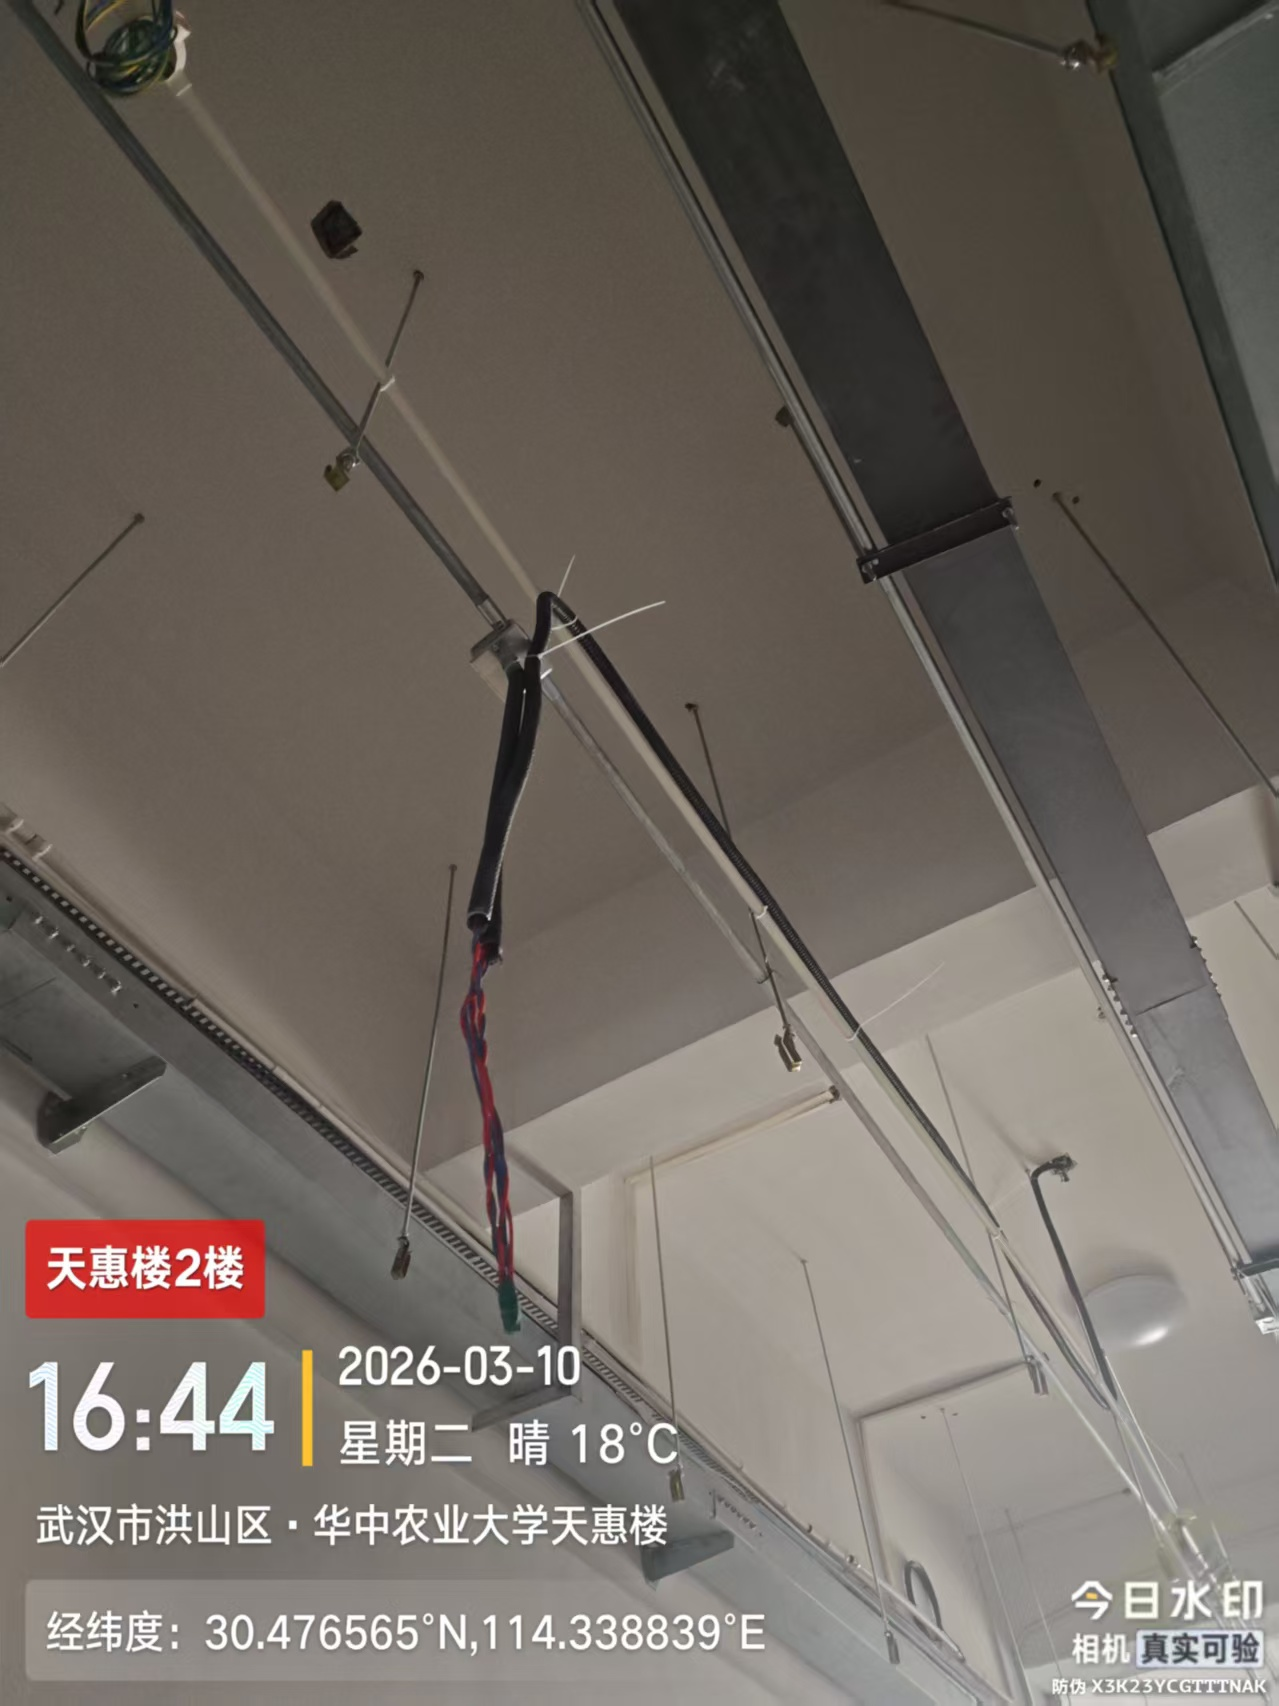 天惠楼2楼
16:44
2026-03-10
星期二 晴 18°C
武汉市洪山区·华中农业大学天惠楼
经纬度：30.476565°N,114.338839°E
今日水印
相机 真实可验
防伪 X3K23YCGTTTNAK